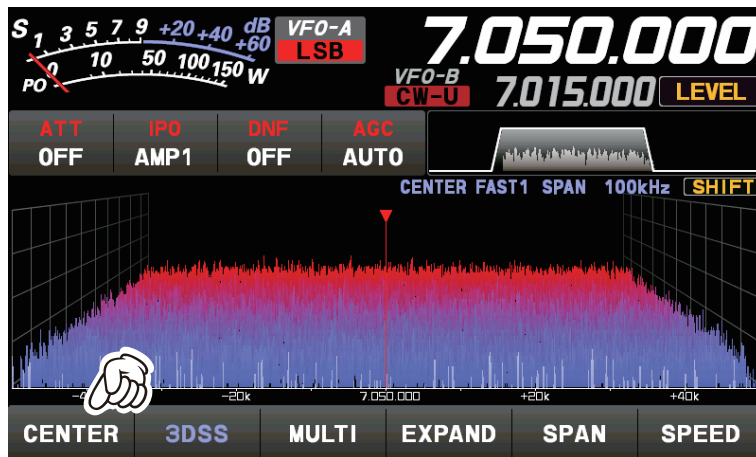 S 1 3 5 7 9 +20 +40 +60 dB
PO 0 10 50 100 150 W
VFO-A
LSB
7.050.000
VFO-B
CW-U
7.015.000
LEVEL
ATT IPO DNF AGC
OFF AMP1 OFF AUTO
CENTER FAST1 SPAN 100kHz SHIFT
-20k 7.050.000 +20k +40k
CENTER 3DSS MULTI EXPAND SPAN SPEED